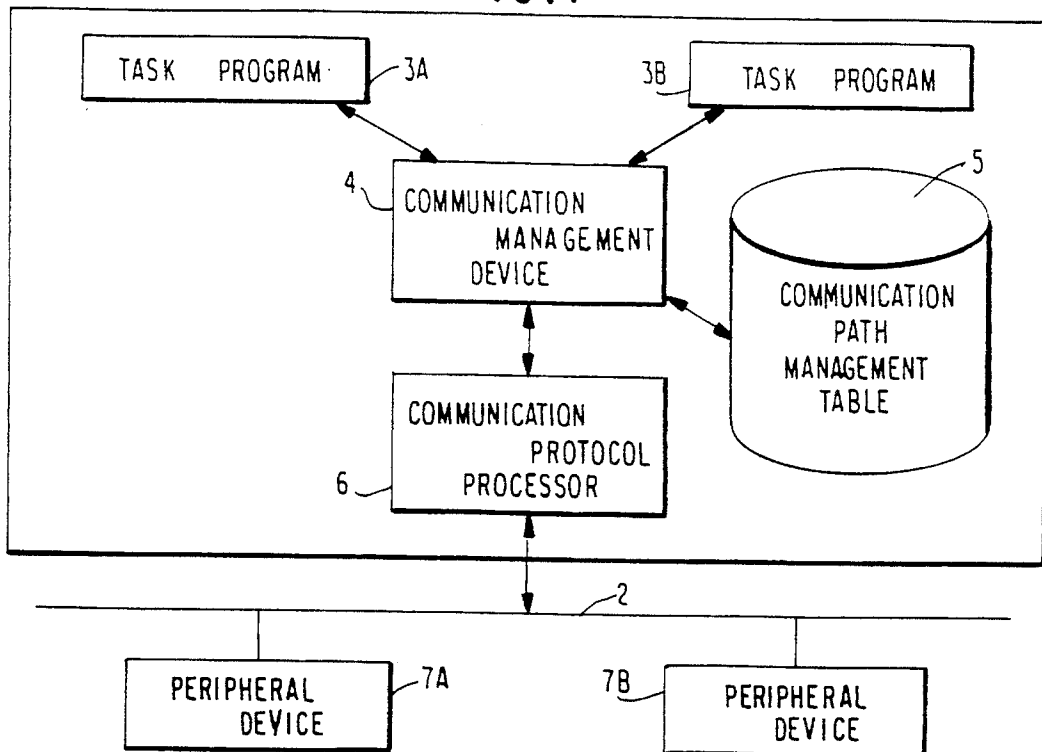 TASK PROGRAM
3A
3B
TASK PROGRAM
4
COMMUNICATION
MANAGEMENT
DEVICE
5
COMMUNICATION
PATH
MANAGEMENT
TABLE
COMMUNICATION
PROTOCOL
PROCESSOR
6
2
PERIPHERAL
DEVICE
7A
7B
PERIPHERAL
DEVICE